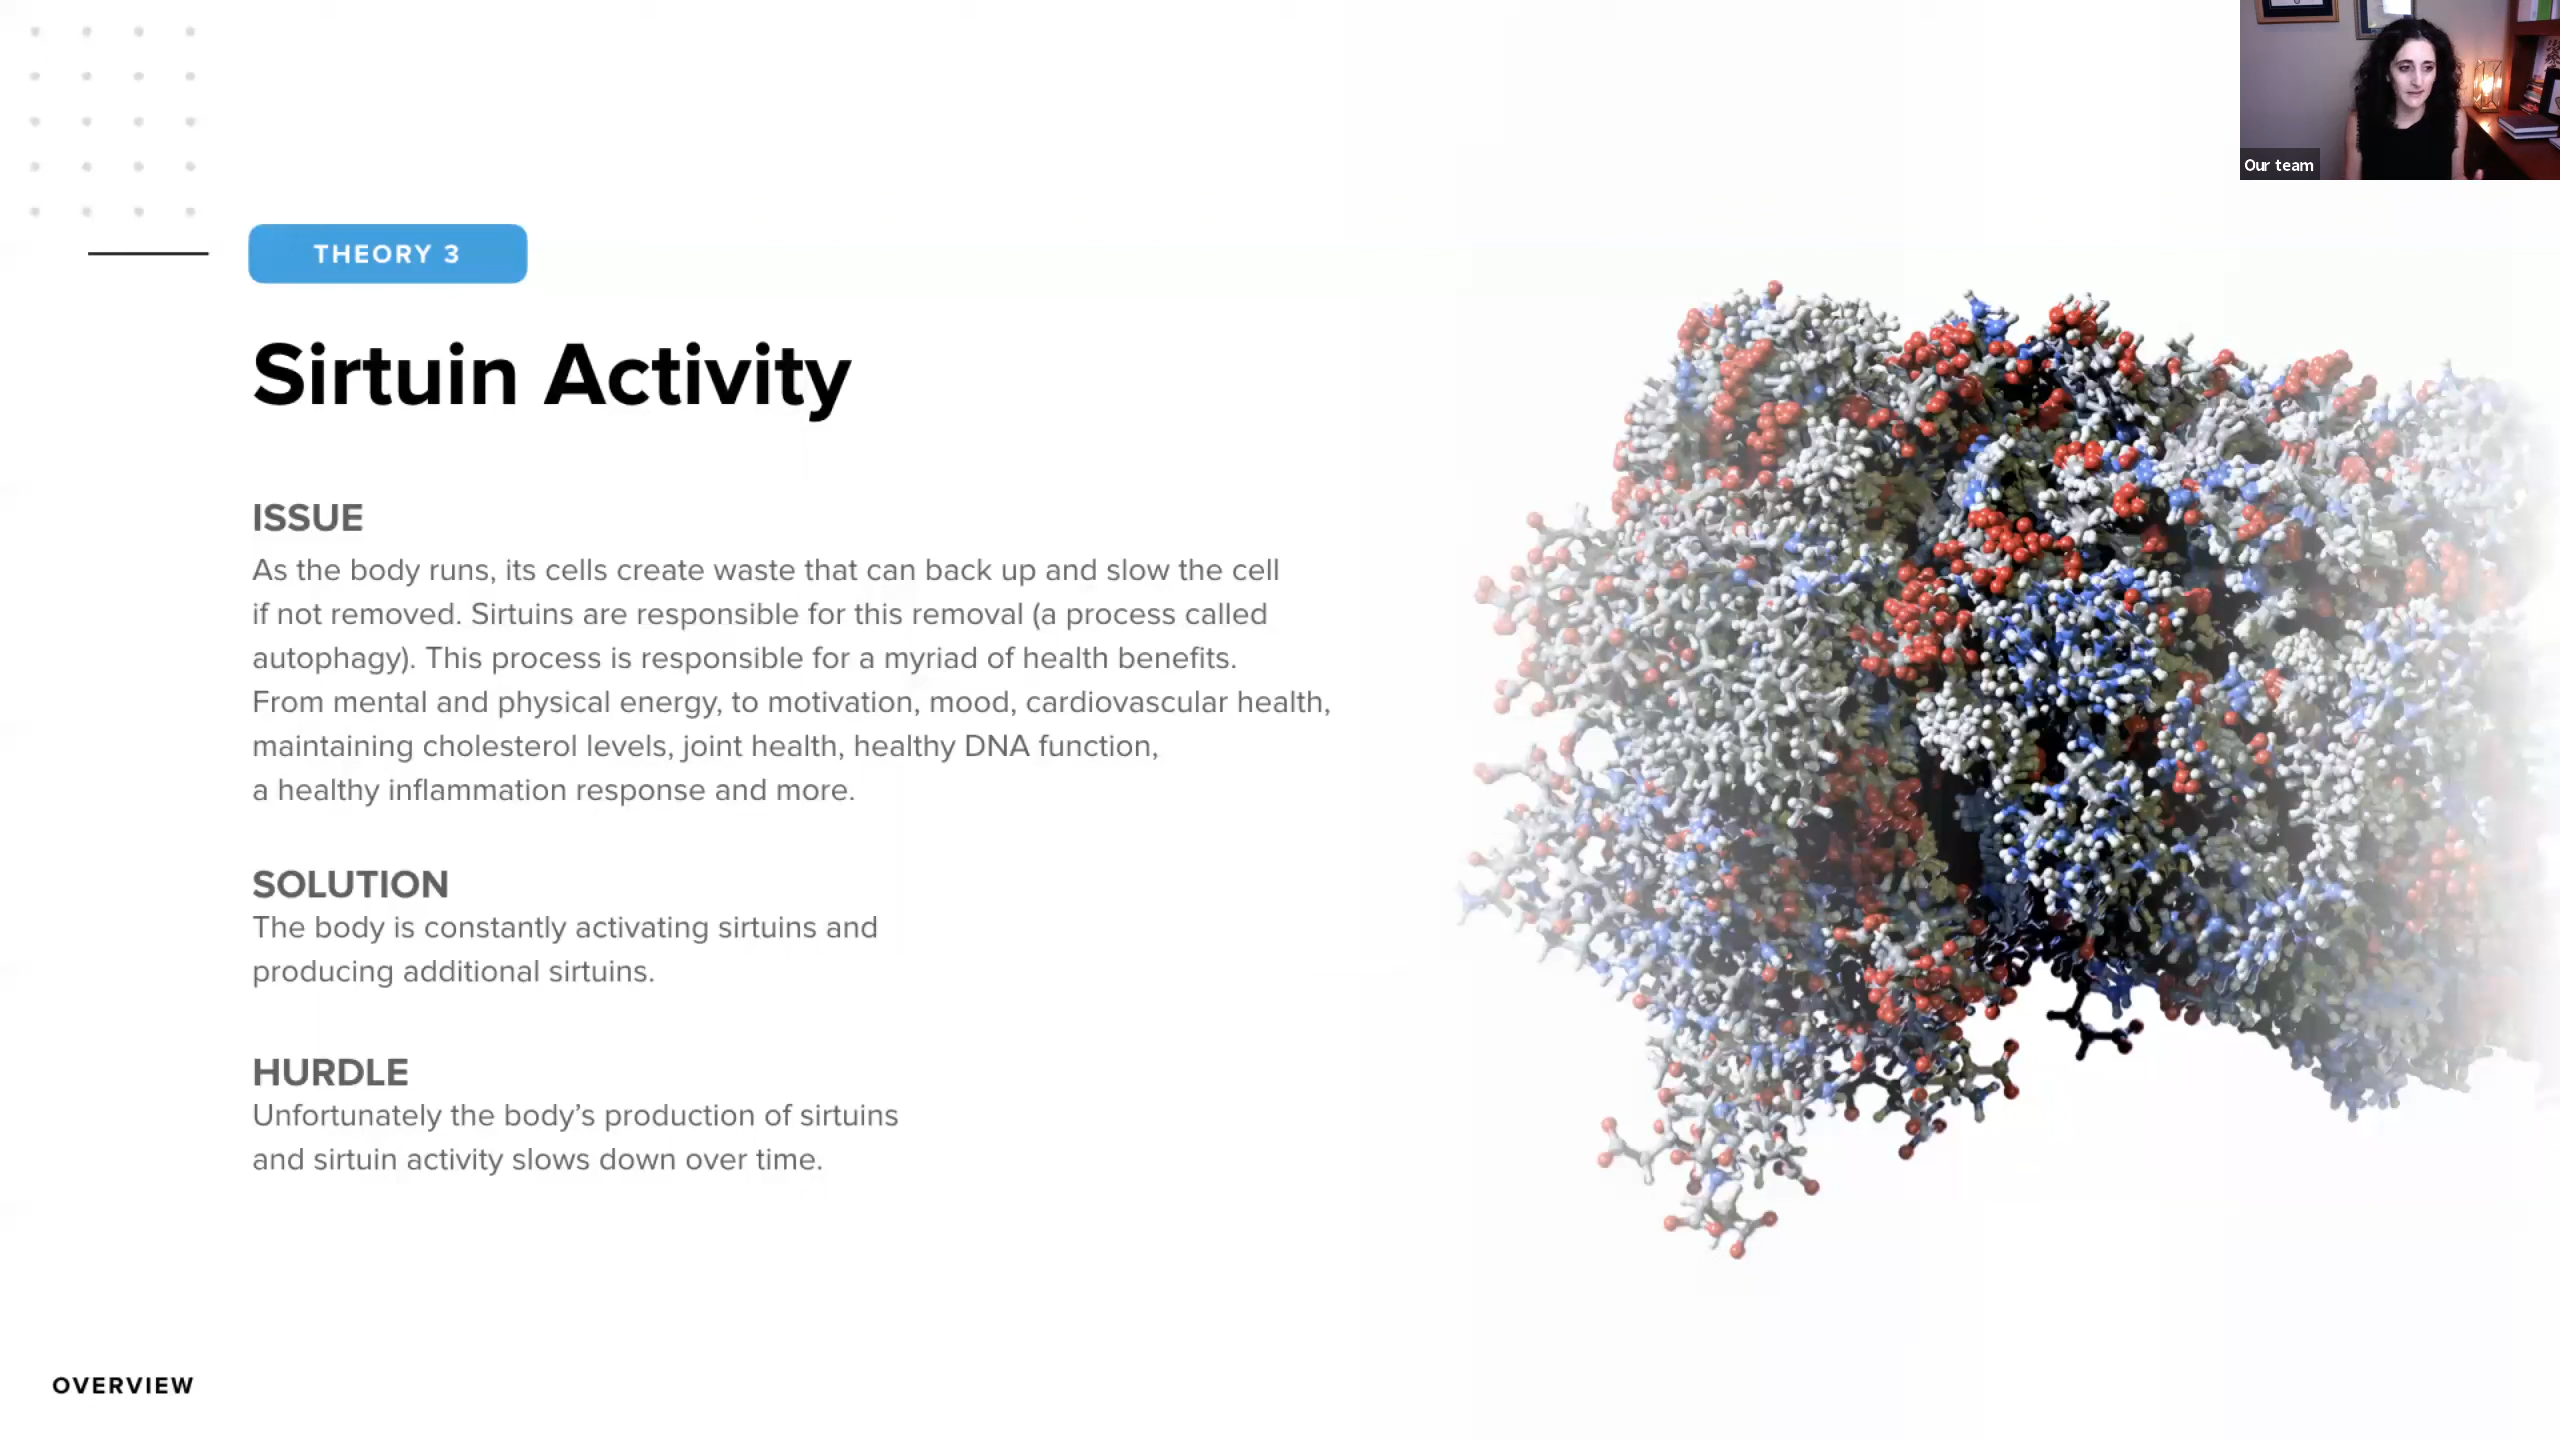 Our team
THEORY 3
Sirtuin Activity
ISSUE
As the body runs, its cells create waste that can back up and slow the cell
if not removed. Sirtuins are responsible for this removal (a process called
autophagy). This process is responsible for a myriad of health benefits.
From mental and physical energy, to motivation, mood, cardiovascular health,
maintaining cholesterol levels, joint health, healthy DNA function,
a healthy inflammation response and more.
SOLUTION
The body is constantly activating sirtuins and
producing additional sirtuins.
HURDLE
Unfortunately the body’s production of sirtuins
and sirtuin activity slows down over time.
OVERVIEW